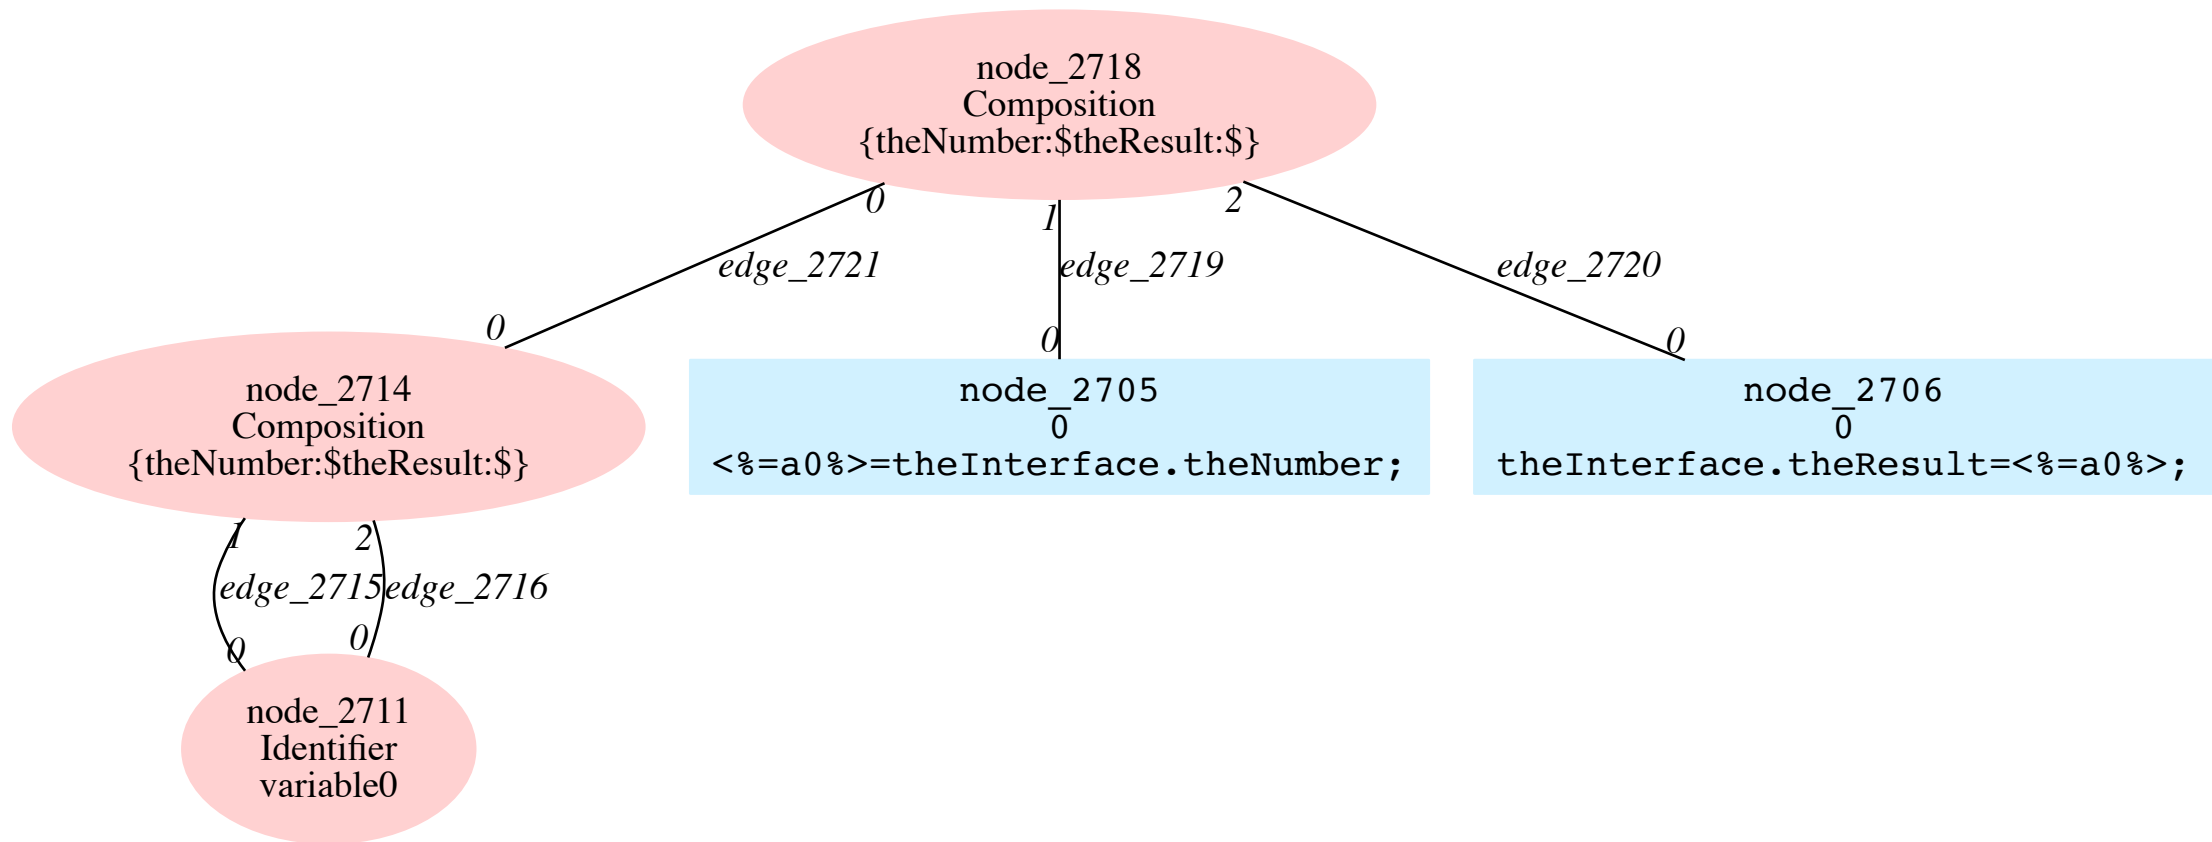 node_2718
Composition
{theNumber:$theResult:$}
0
1
2
edge_2721
edge_2719
edge_2720
0
0
0
node_2714
Composition
{theNumber:$theResult:$}
node_2705
0
<%=a0%>=theInterface.theNumber;
node_2706
0
theInterface.theResult=<%=a0%>;
1
2
edge_2715
edge_2716
0
0
node_2711
Identifier
variable0